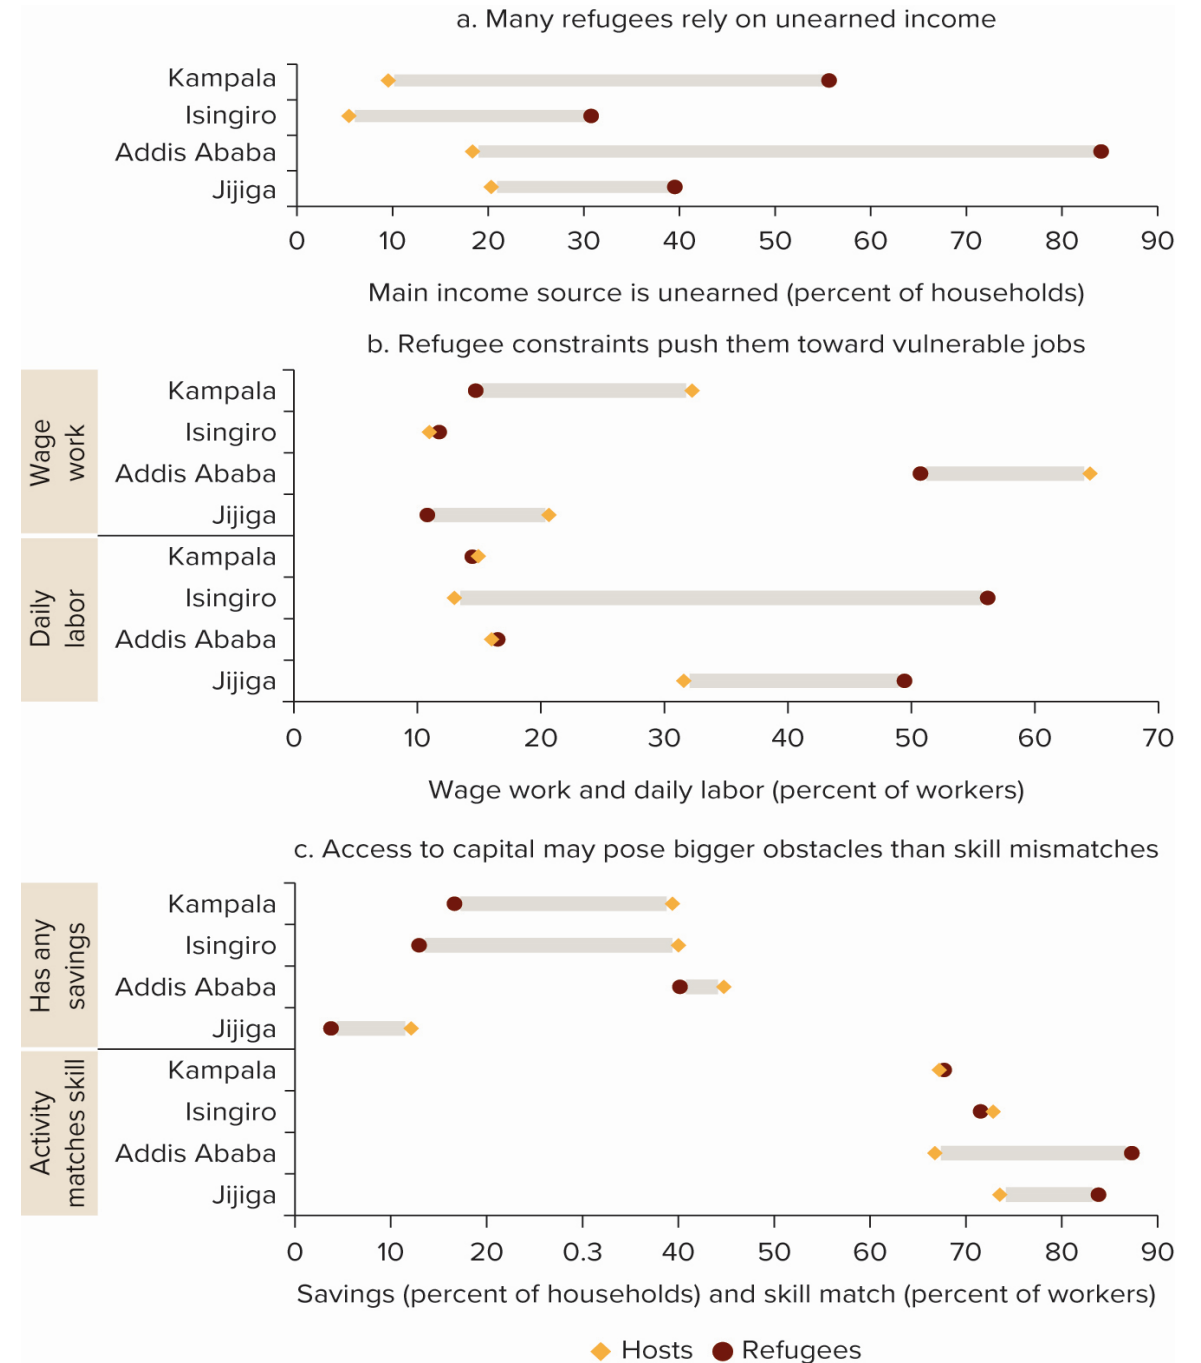 a. Many refugees rely on unearned income
Kampala
Isingiro
Addis Ababa
Jijiga
0 10 20 30 40 50 60 70 80 90
Main income source is unearned (percent of households)
b. Refugee constraints push them toward vulnerable jobs
Wage
work
Kampala
Isingiro
Addis Ababa
Jijiga
Daily
labor
Kampala
Isingiro
Addis Ababa
Jijiga
0 10 20 30 40 50 60 70
Wage work and daily labor (percent of workers)
c. Access to capital may pose bigger obstacles than skill mismatches
Has any
savings
Kampala
Isingiro
Addis Ababa
Jijiga
Activity
matches skill
Kampala
Isingiro
Addis Ababa
Jijiga
0 10 20 0.3 40 50 60 70 80 90
Savings (percent of households) and skill match (percent of workers)
Hosts Refugees